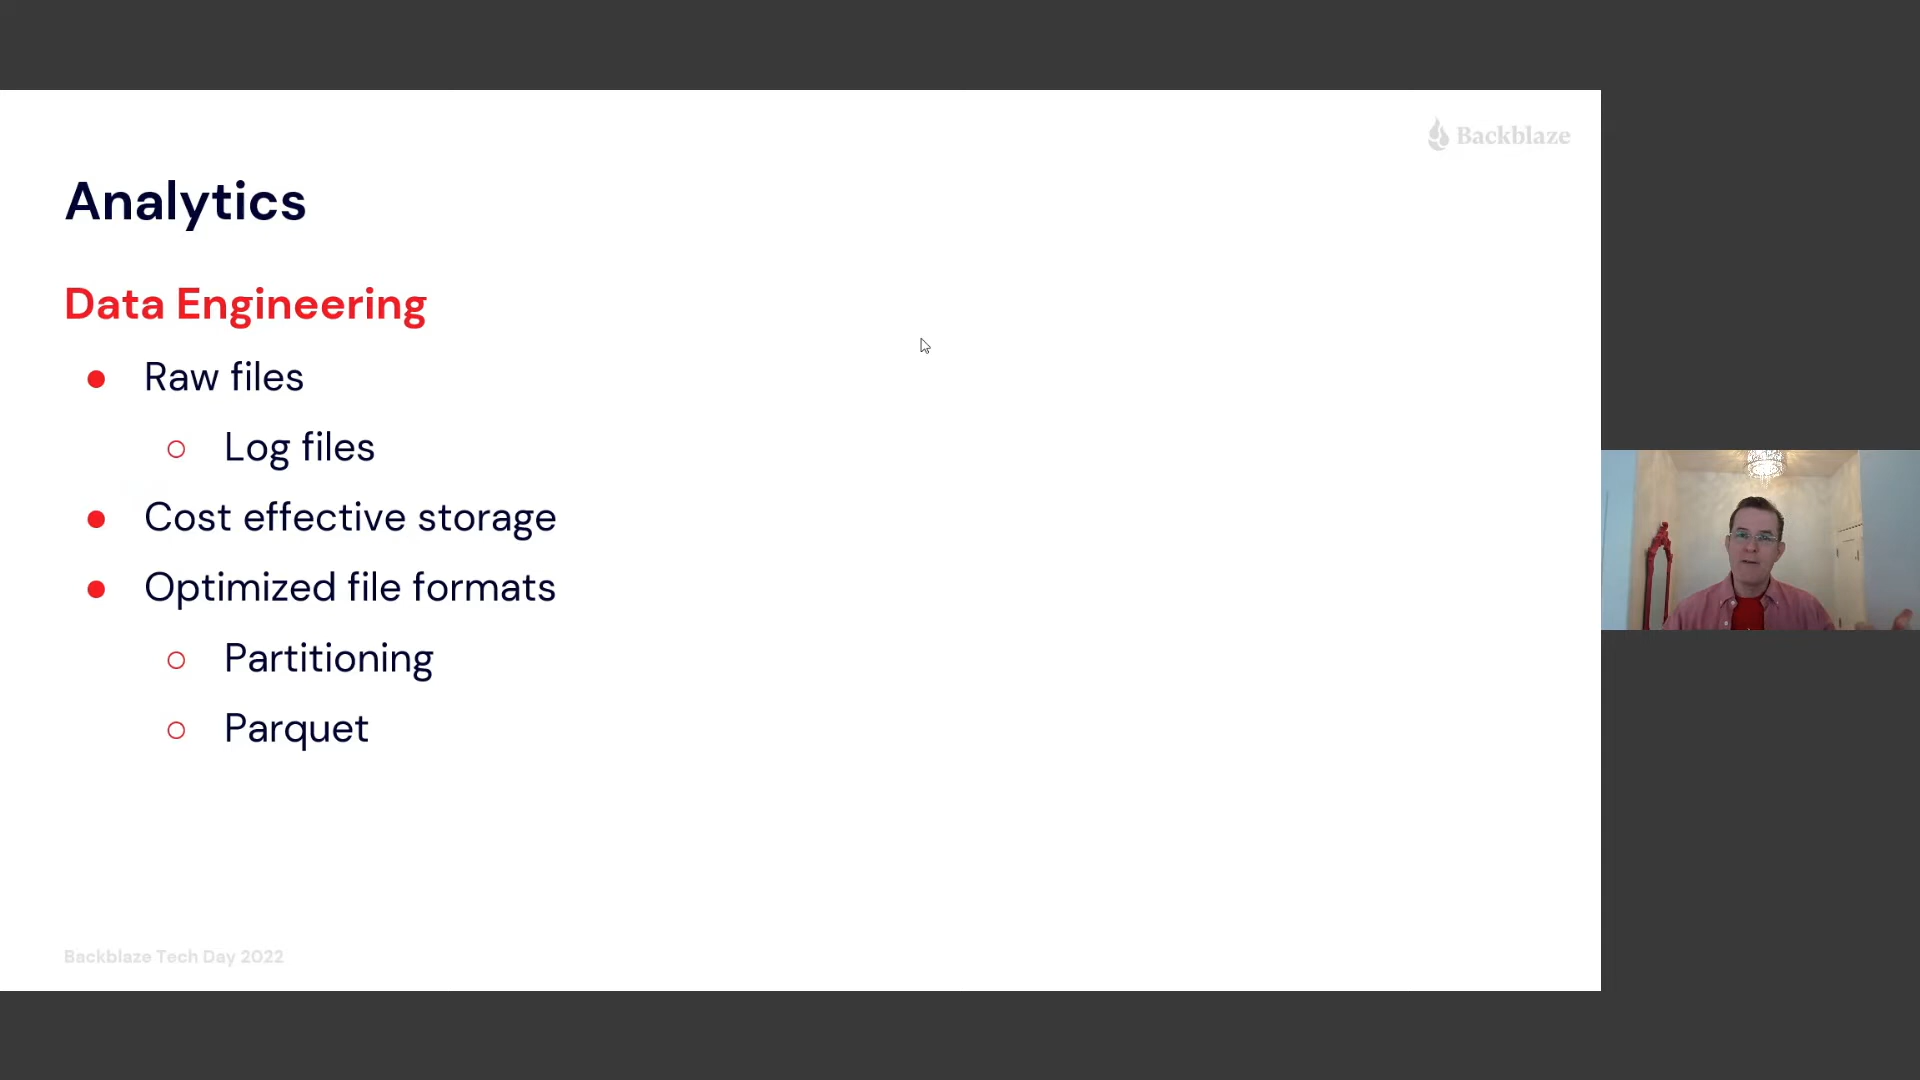 Backblaze
Analytics
Data Engineering
Raw files
Log files
Cost effective storage
Optimized file formats
Partitioning
Parquet
Backblaze Tech Day 2022